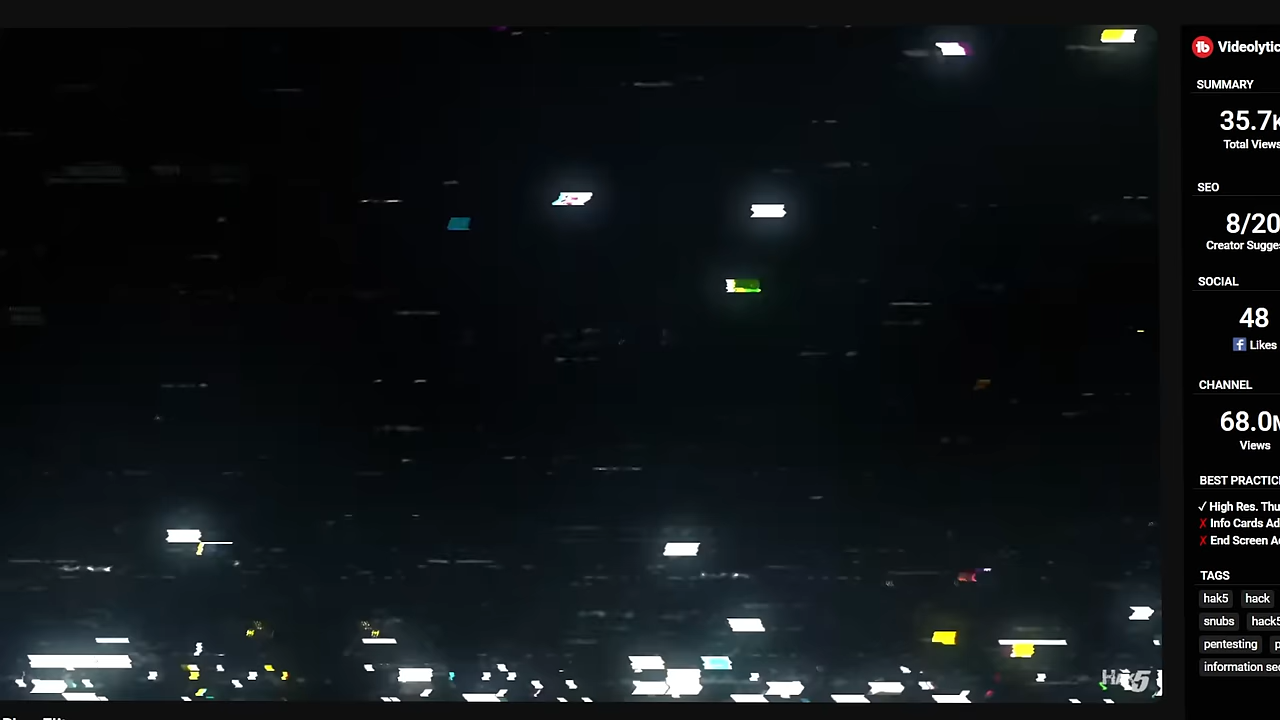 Videolytic
SUMMARY
35.7K
Total Views
SEO
8/20
Creator Sugge
SOCIAL
48
Likes
CHANNEL
68.0M
Views
BEST PRACTIC
✓ High Res. Thu
✗ Info Cards Ad
✗ End Screen A
TAGS
hak5 hack
snubs hack5
pentesting p
information se
HAK5